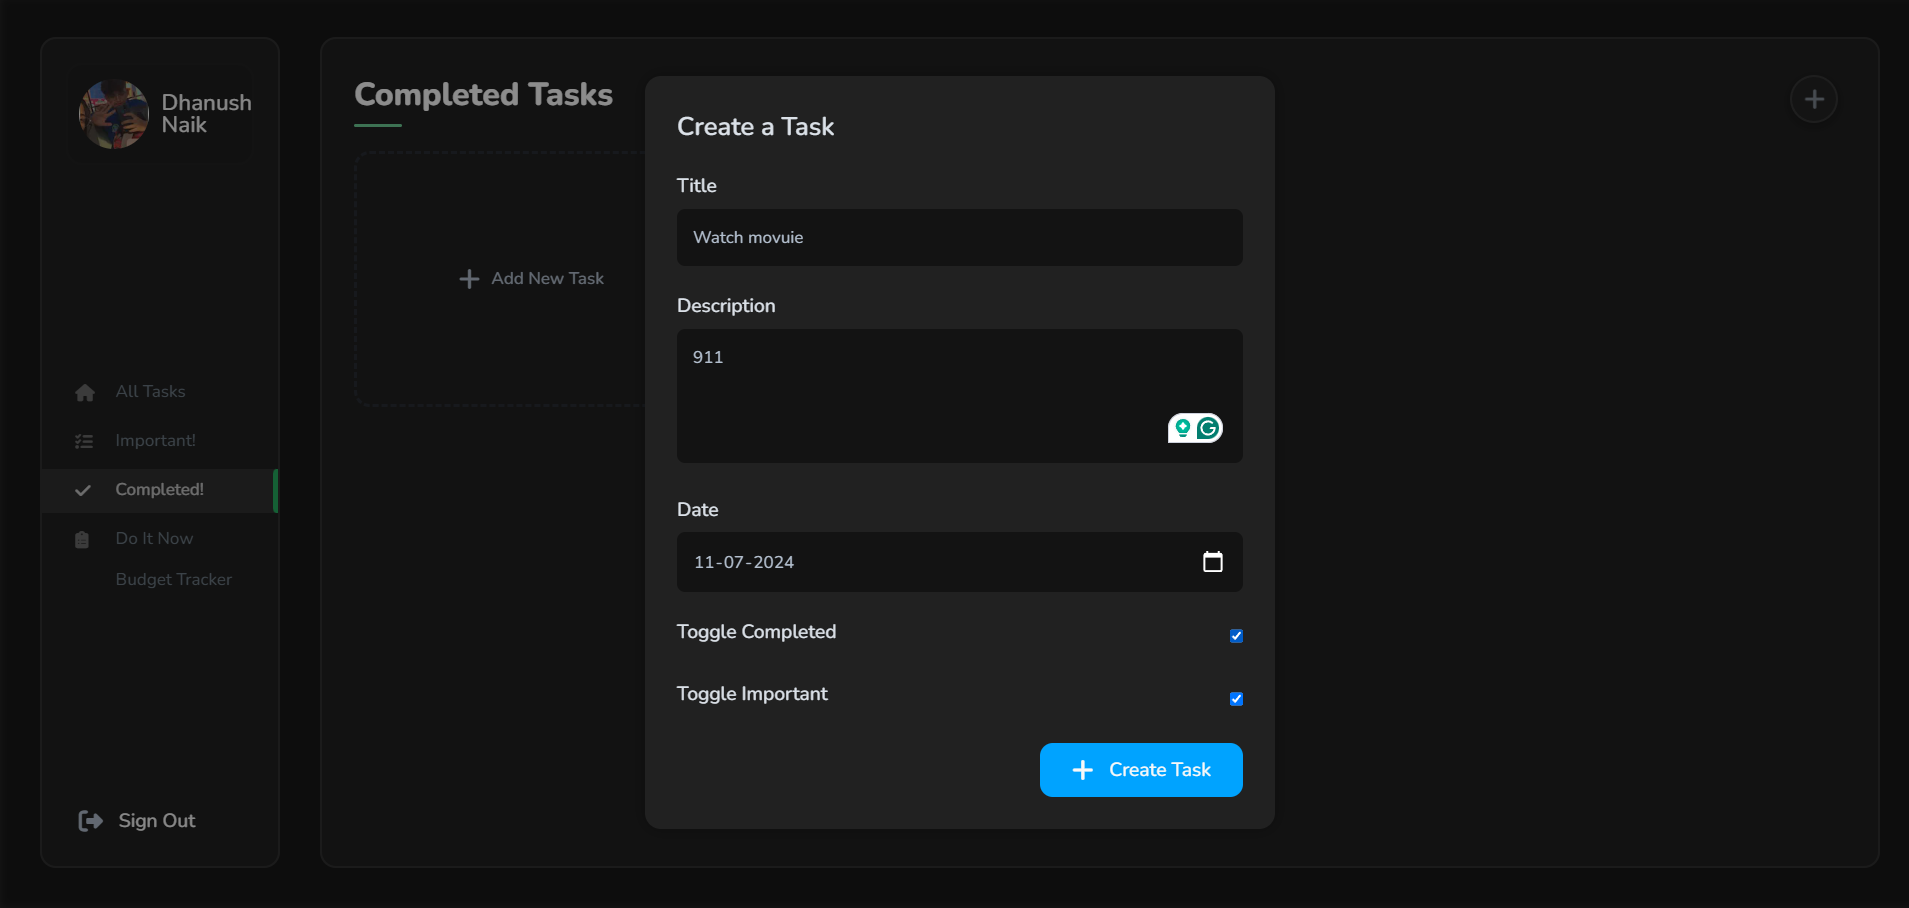 Dhanush
Naik
All Tasks
Important!
Completed!
Do It Now
Budget Tracker
Sign Out
Completed Tasks
Add New Task
Create a Task
Title
Watch movuie
Description
911
Date
11-07-2024
Toggle Completed
Toggle Important
Create Task